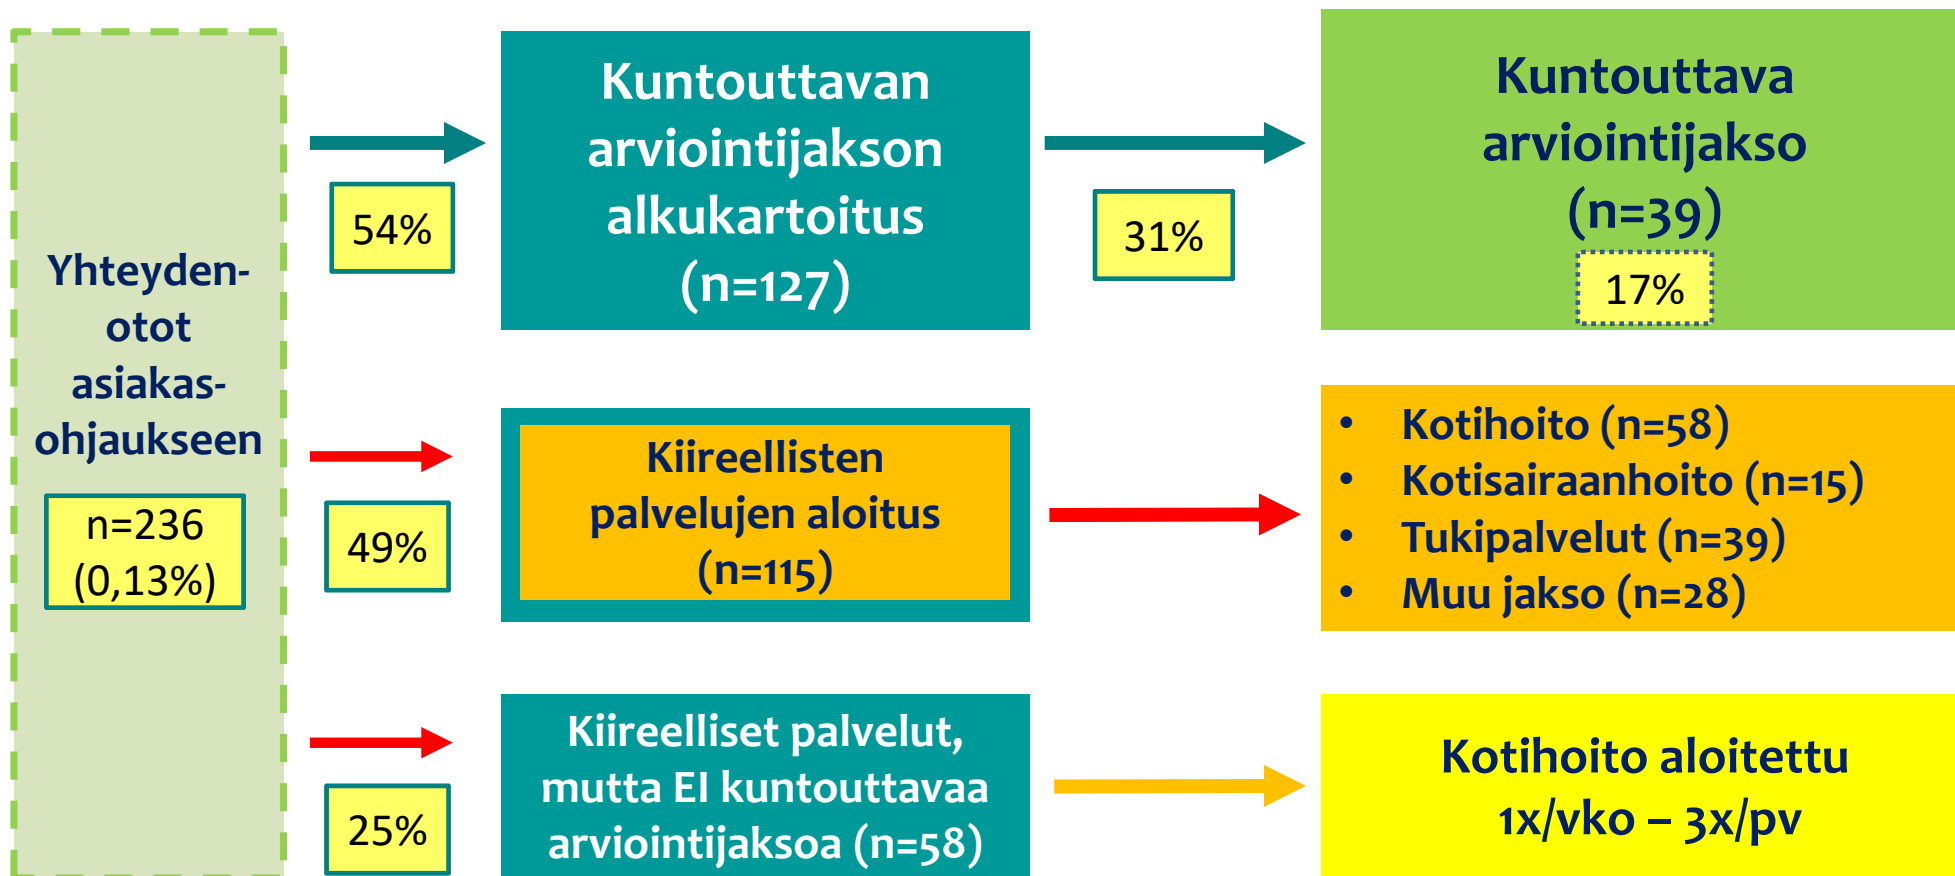 Yhteyden-
otot
asiakas-
ohjaukseen
n=236
(0,13%)
54%
Kuntouttavan
arviointijakson
alkukartoitus
(n=127)
31%
Kuntouttava
arviointijakso
(n=39)
17%
49%
Kiireellisten
palvelujen aloitus
(n=115)
• Kotihoito (n=58)
• Kotisairaanhoito (n=15)
• Tukipalvelut (n=39)
• Muu jakso (n=28)
25%
Kiireelliset palvelut,
mutta EI kuntouttavaa
arviointijaksoa (n=58)
Kotihoito aloitettu
1x/vko – 3x/pv